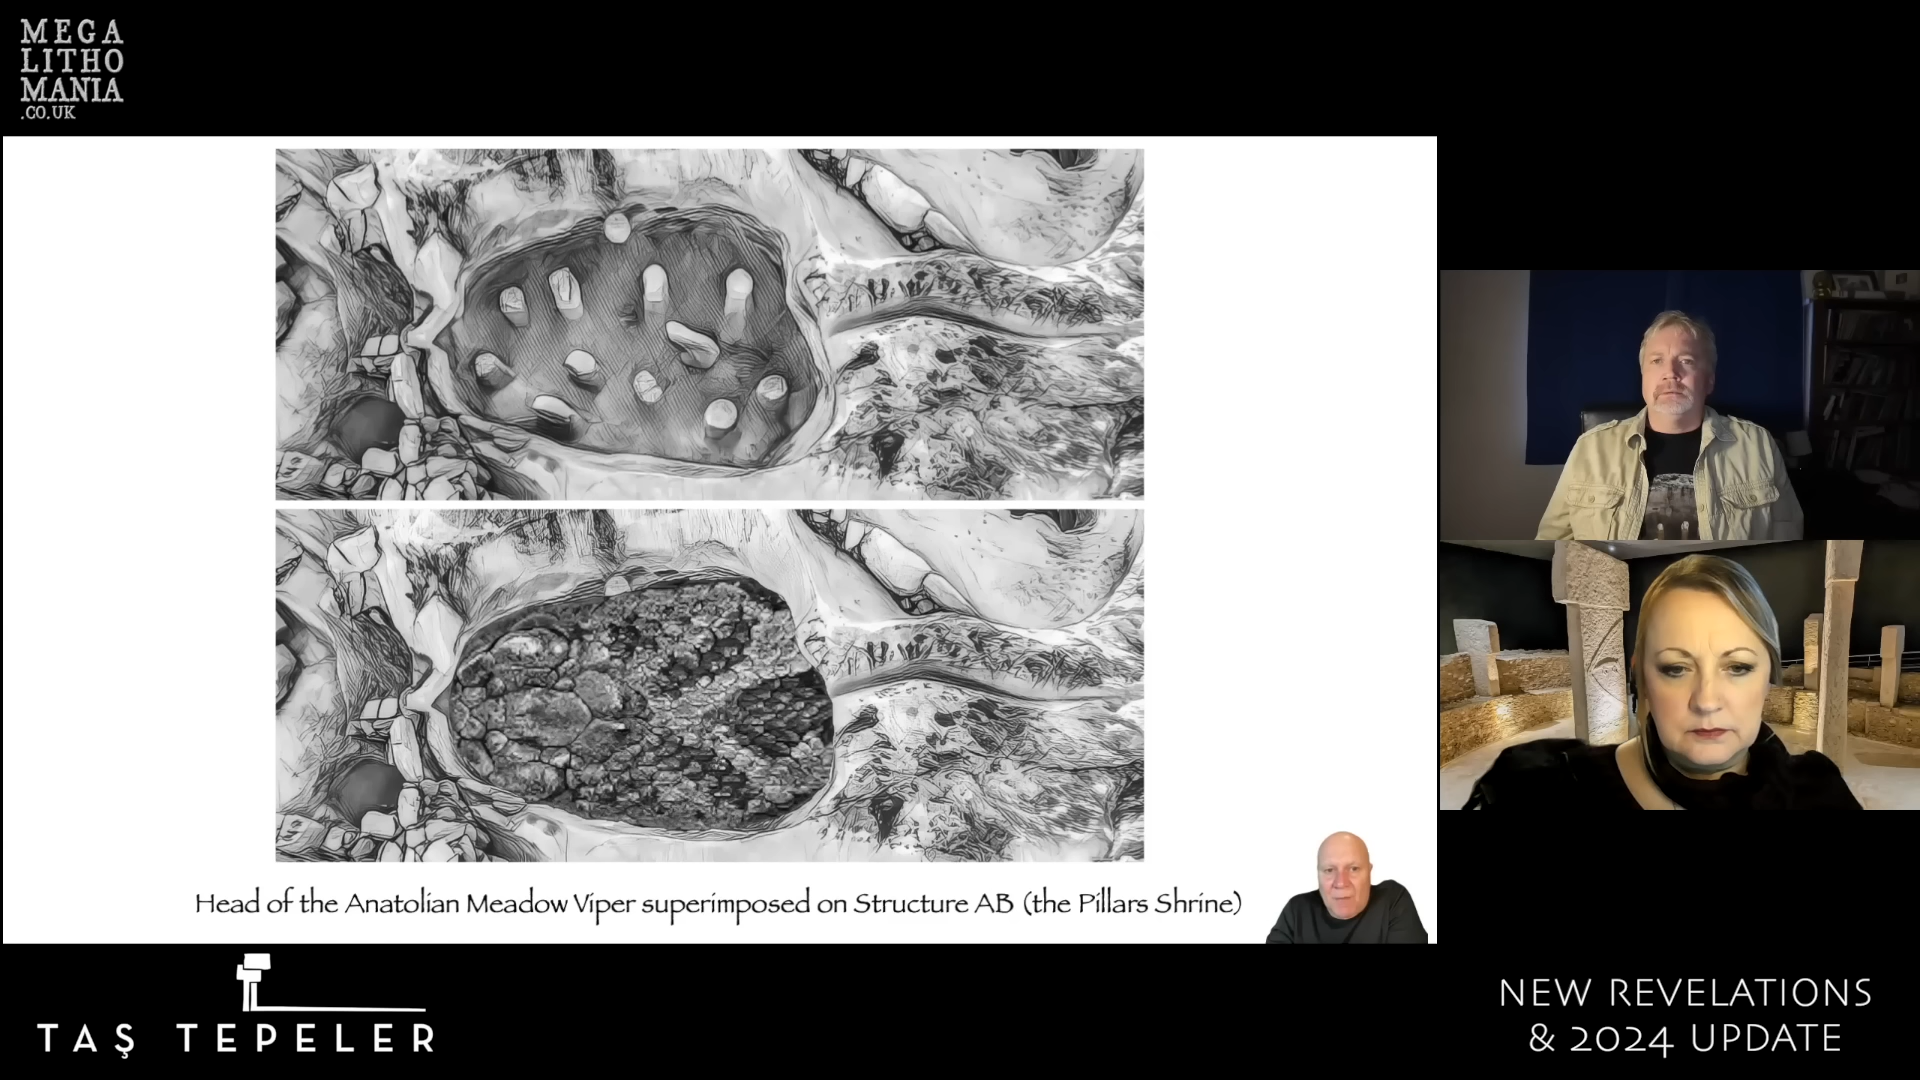 MEGA
LITHO
MANIA
.CO.UK
Head of the Anatolian Meadow Viper superimposed on Structure AB (the Pillars Shrine)
TAŞ TEPELER
NEW REVELATIONS
& 2024 UPDATE